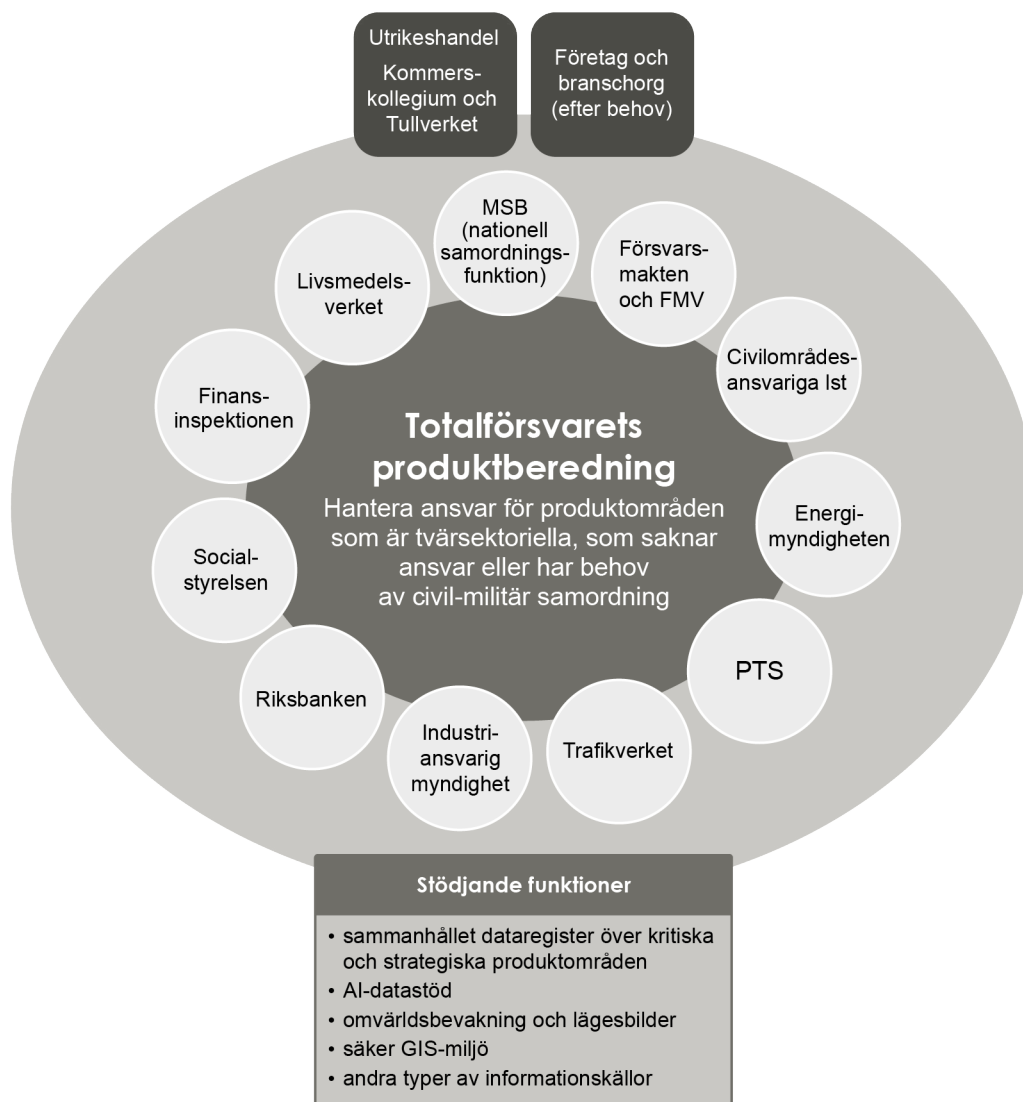 Utrikeshandel
Kommers-
kollegium och
Tullverket
Företag och
branschorg
(efter behov)
MSB
(nationell
samordnings-
funktion)
Försvars-
makten
och FMV
Livsmedels-
verket
Civilområdes-
ansvariga lst
Finans-
inspektionen
Totalförsvarets
produktberedning
Hantera ansvar för produktområden
som är tvärsektoriella, som saknar
ansvar eller har behov
av civil-militär samordning
Energi-
myndigheten
Social-
styrelsen
PTS
Riksbanken
Industri-
ansvarig
myndighet
Trafikverket
Stödjande funktioner
• sammanhållet dataregister över kritiska
och strategiska produktområden
• AI-datastöd
• omvärldsbevakning och lägesbilder
• säker GIS-miljö
• andra typer av informationskällor